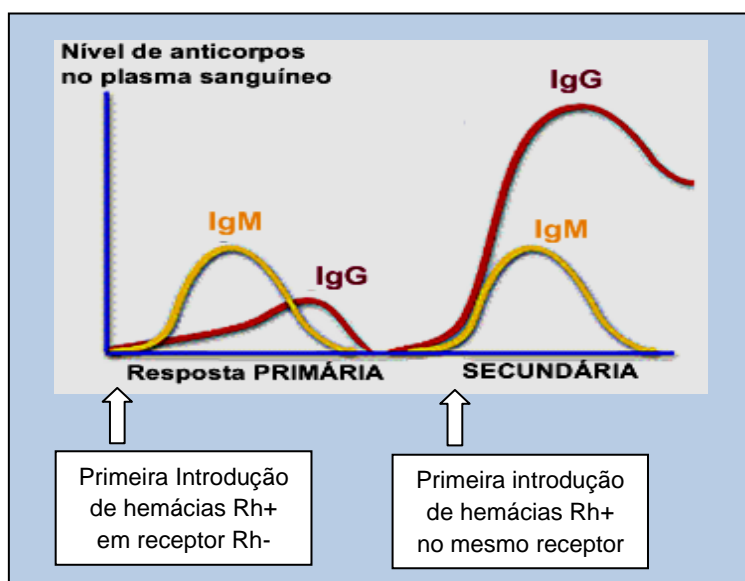 Nível de anticorpos
no plasma sanguíneo
IgG
IgM
IgG
IgM
Resposta PRIMÁRIA
SECUNDÁRIA
Primeira Introdução
de hemácias Rh+
em receptor Rh-
Primeira introdução
de hemácias Rh+
no mesmo receptor